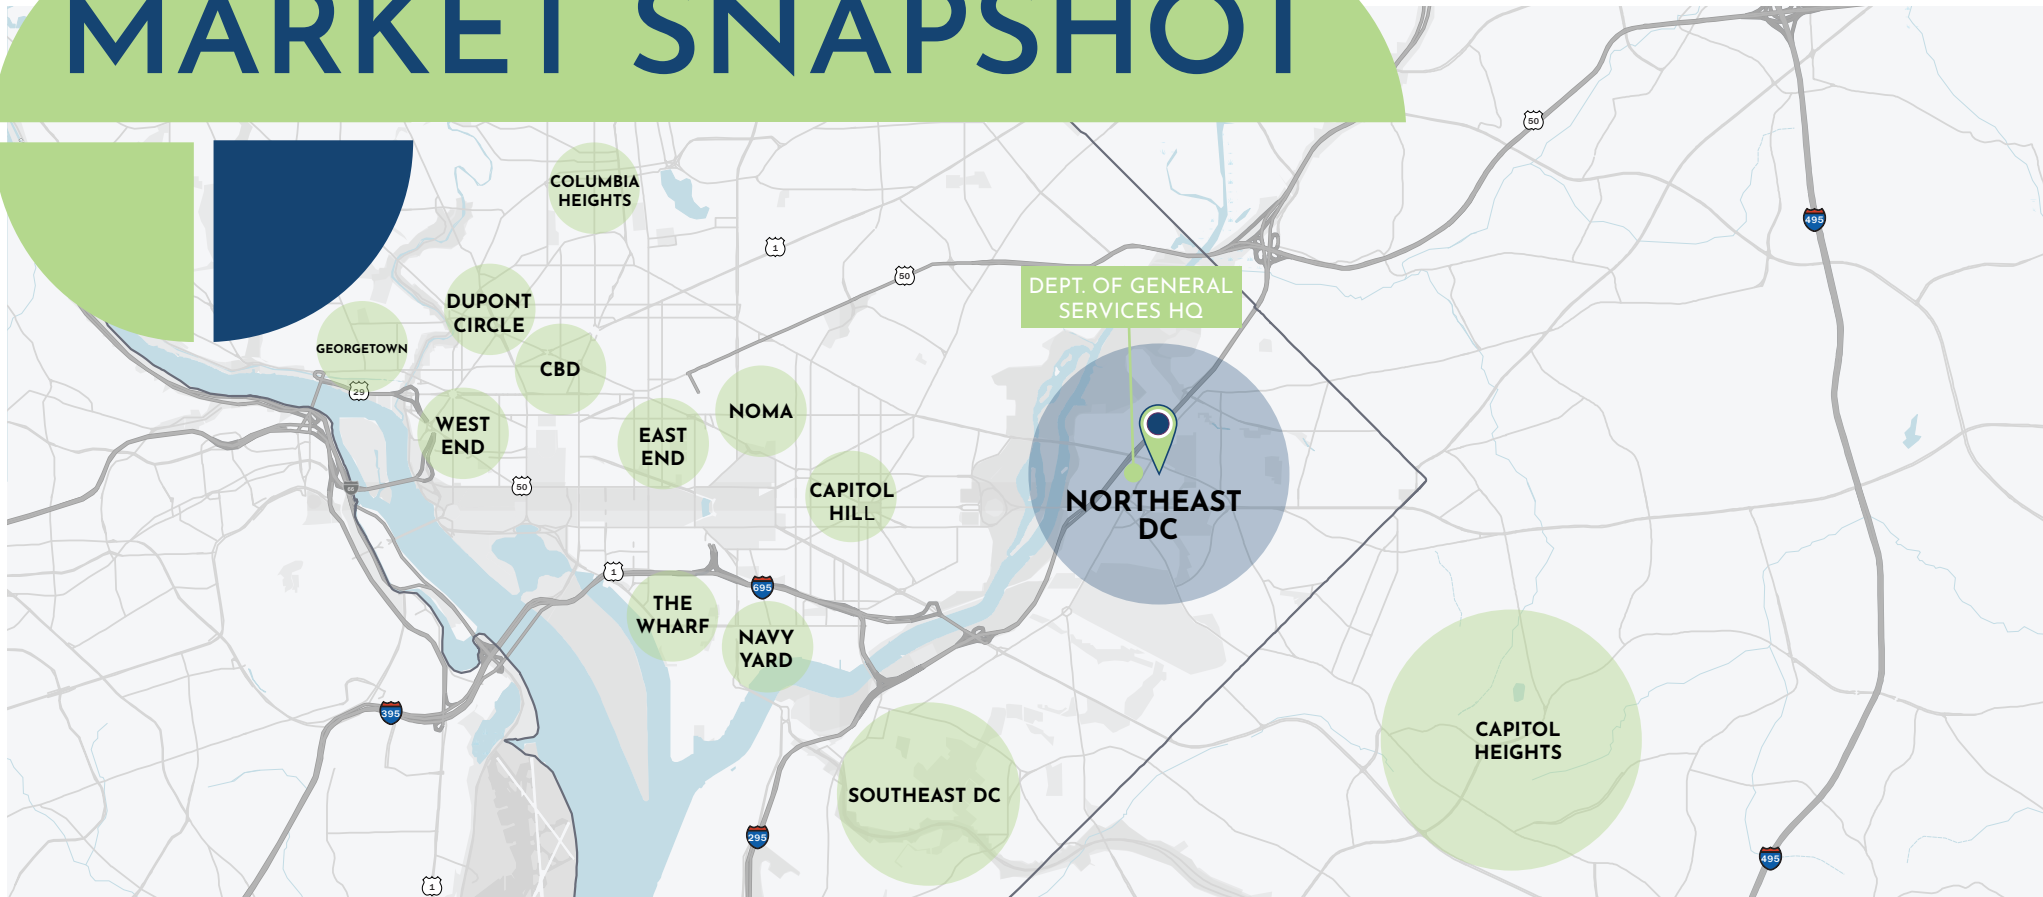 MARKET SNAPSHOT
50
COLUMBIA
HEIGHTS
495
1
50
DEPT. OF GENERAL
SERVICES HQ
DUPONT
CIRCLE
GEORGETOWN
CBD
29
NOMA
WEST
END
EAST
END
50
CAPITOL
HILL
NORTHEAST
DC
1
695
THE
WHARF
NAVY
YARD
395
CAPITOL
HEIGHTS
SOUTHEAST DC
295
495
1